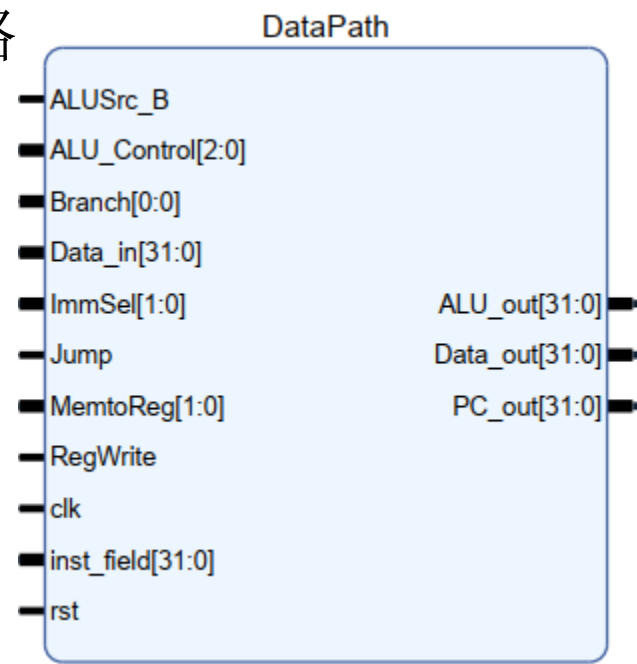 DataPath
ALUSrc_B
ALU_Control[2:0]
Branch[0:0]
Data_in[31:0]
ImmSel[1:0]
Jump
MemtoReg[1:0]
RegWrite
clk
inst_field[31:0]
rst
ALU_out[31:0]
Data_out[31:0]
PC_out[31:0]